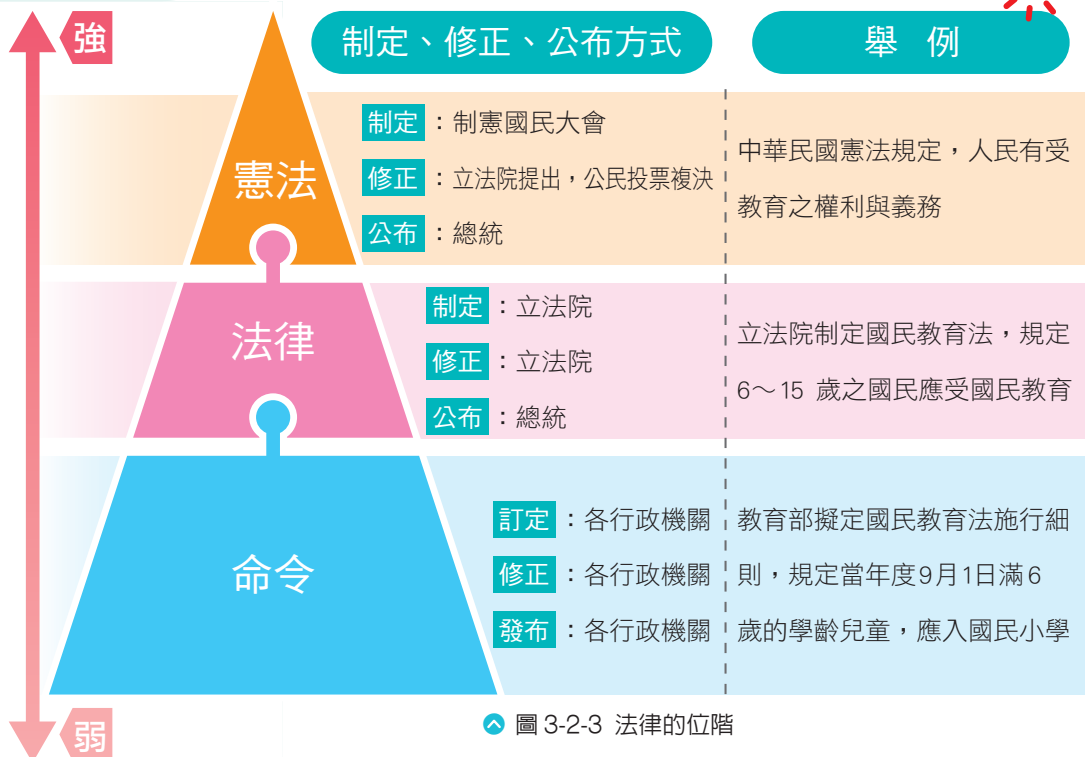 強
制定、修正、公布方式
舉 例
憲法
制定：制憲國民大會
修正：立法院提出，公民投票複決
公布：總統
中華民國憲法規定，人民有受
教育之權利與義務
法律
制定：立法院
修正：立法院
公布：總統
立法院制定國民教育法，規定
6～15 歲之國民應受國民教育
命令
訂定：各行政機關
修正：各行政機關
發布：各行政機關
教育部擬定國民教育法施行細
則，規定當年度9月1日滿6
歲的學齡兒童，應入國民小學
弱
圖 3-2-3 法律的位階